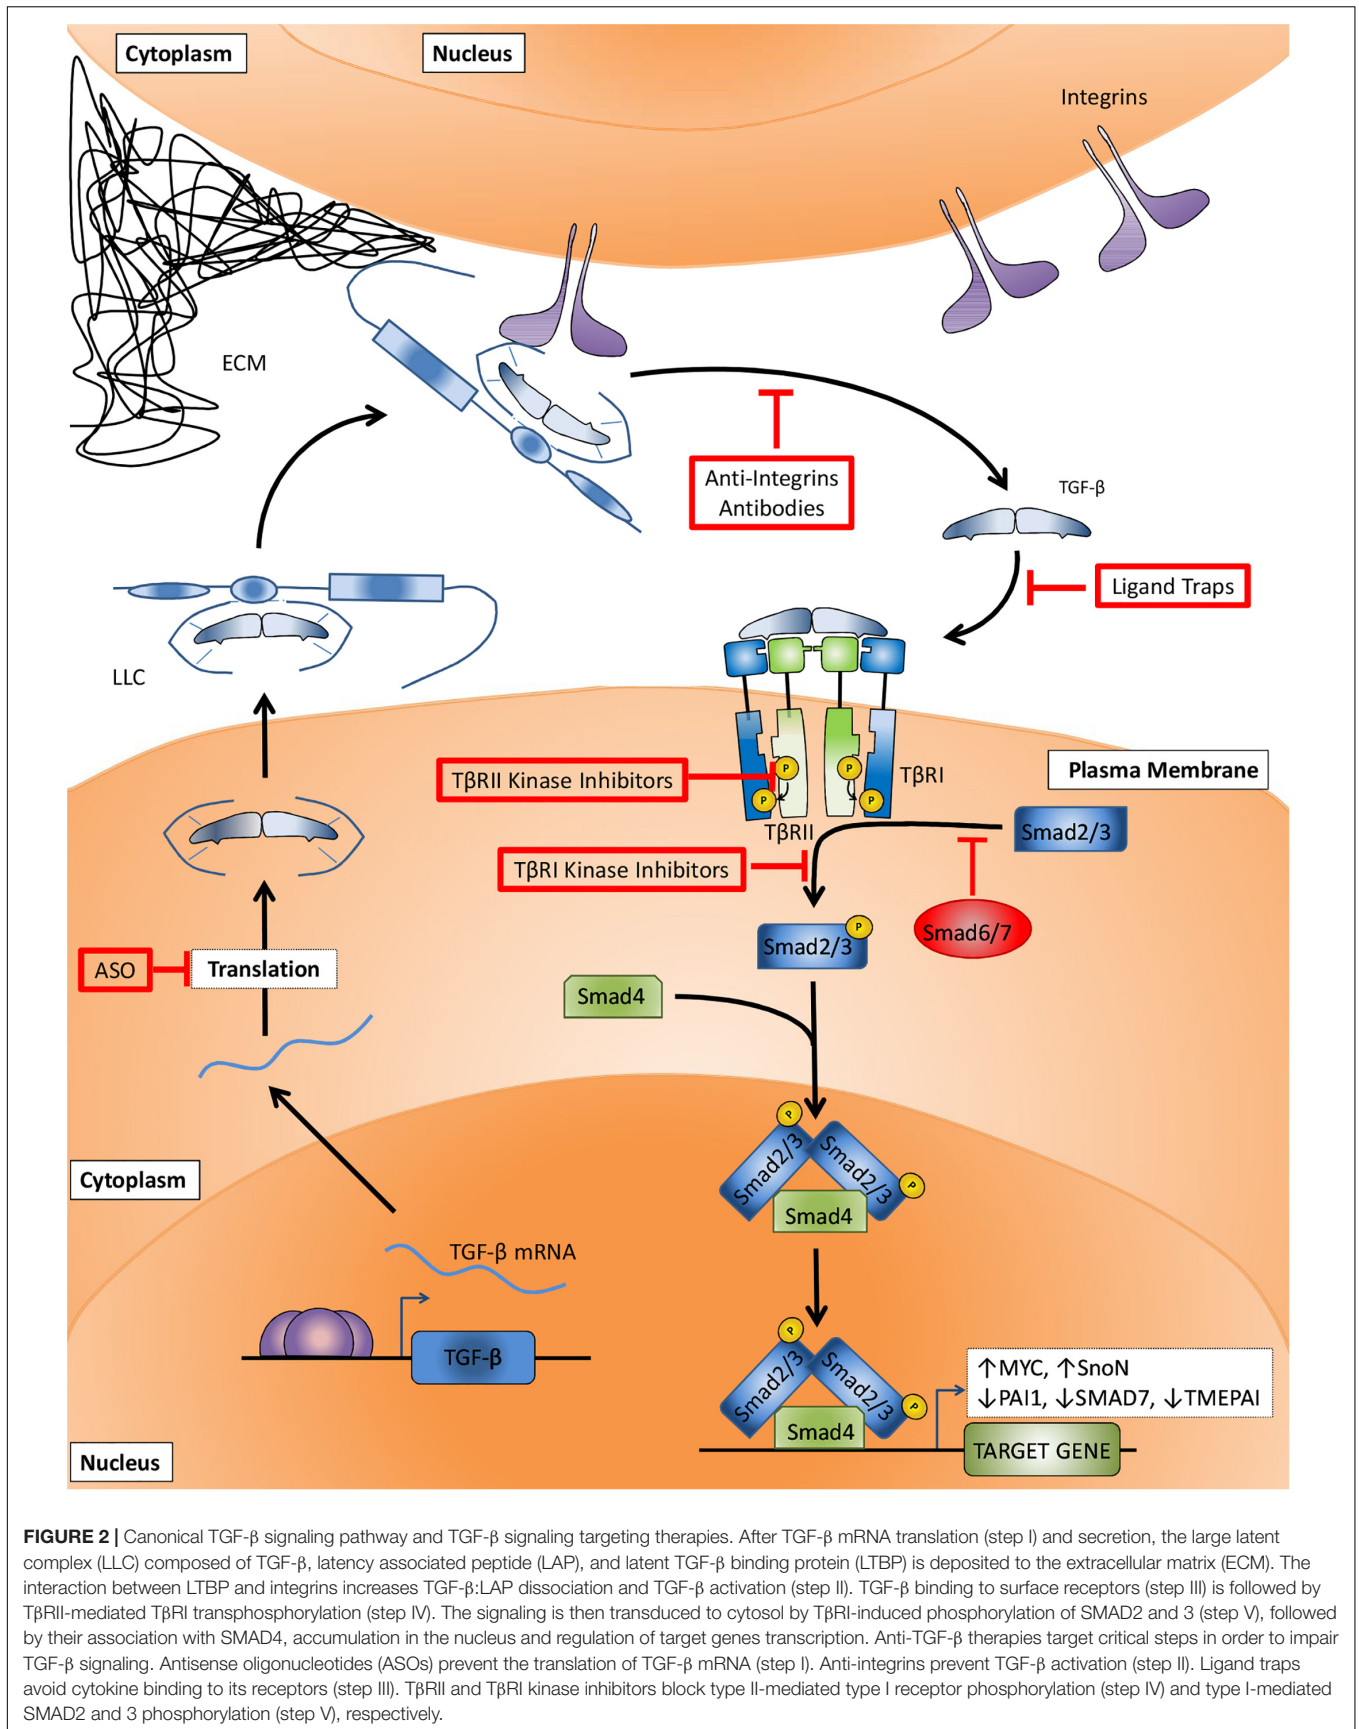 Cytoplasm
Nucleus
Integrins
ECM
Anti-Integrins
Antibodies
TGF-β
Ligand Traps
LLC
Plasma Membrane
TβRII Kinase Inhibitors
P
P
P
P
TβRI
TβRII
Smad2/3
TβRI Kinase Inhibitors
Smad6/7
P
Smad2/3
ASO
Translation
Smad4
P
Smad2/3
Smad2/3
P
Smad4
Cytoplasm
TGF-β mRNA
TGF-β
P
Smad2/3
Smad2/3
P
Smad4
↑MYC, ↑SnoN
↓PAI1, ↓SMAD7, ↓TMEPAI
TARGET GENE
Nucleus
FIGURE 2 | Canonical TGF-β signaling pathway and TGF-β signaling targeting therapies. After TGF-β mRNA translation (step I) and secretion, the large latent
complex (LLC) composed of TGF-β, latency associated peptide (LAP), and latent TGF-β binding protein (LTBP) is deposited to the extracellular matrix (ECM). The
interaction between LTBP and integrins increases TGF-β:LAP dissociation and TGF-β activation (step II). TGF-β binding to surface receptors (step III) is followed by
TβRII-mediated TβRI transphosphorylation (step IV). The signaling is then transduced to cytosol by TβRI-induced phosphorylation of SMAD2 and 3 (step V), followed
by their association with SMAD4, accumulation in the nucleus and regulation of target genes transcription. Anti-TGF-β therapies target critical steps in order to impair
TGF-β signaling. Antisense oligonucleotides (ASOs) prevent the translation of TGF-β mRNA (step I). Anti-integrins prevent TGF-β activation (step II). Ligand traps
avoid cytokine binding to its receptors (step III). TβRII and TβRI kinase inhibitors block type II-mediated type I receptor phosphorylation (step IV) and type I-mediated
SMAD2 and 3 phosphorylation (step V), respectively.